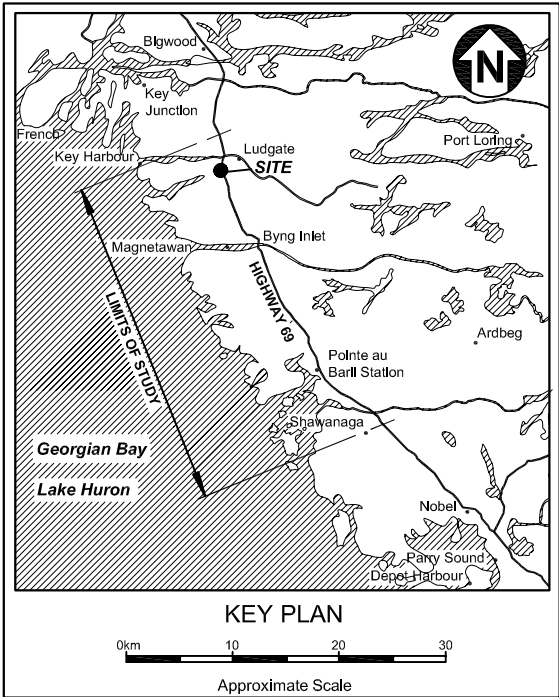 Bigwood
N
Key
Junction
French
Port Loring
Key Harbour
Ludgate
SITE
Magnetawan
Byng Inlet
HIGHWAY 69
LIMITS OF STUDY
Ardbeg
Pointe au
Baril Station
Shawanaga
Georgian Bay
Lake Huron
Nobel
Parry Sound
Depot Harbour
KEY PLAN
0km 10 20 30
Approximate Scale